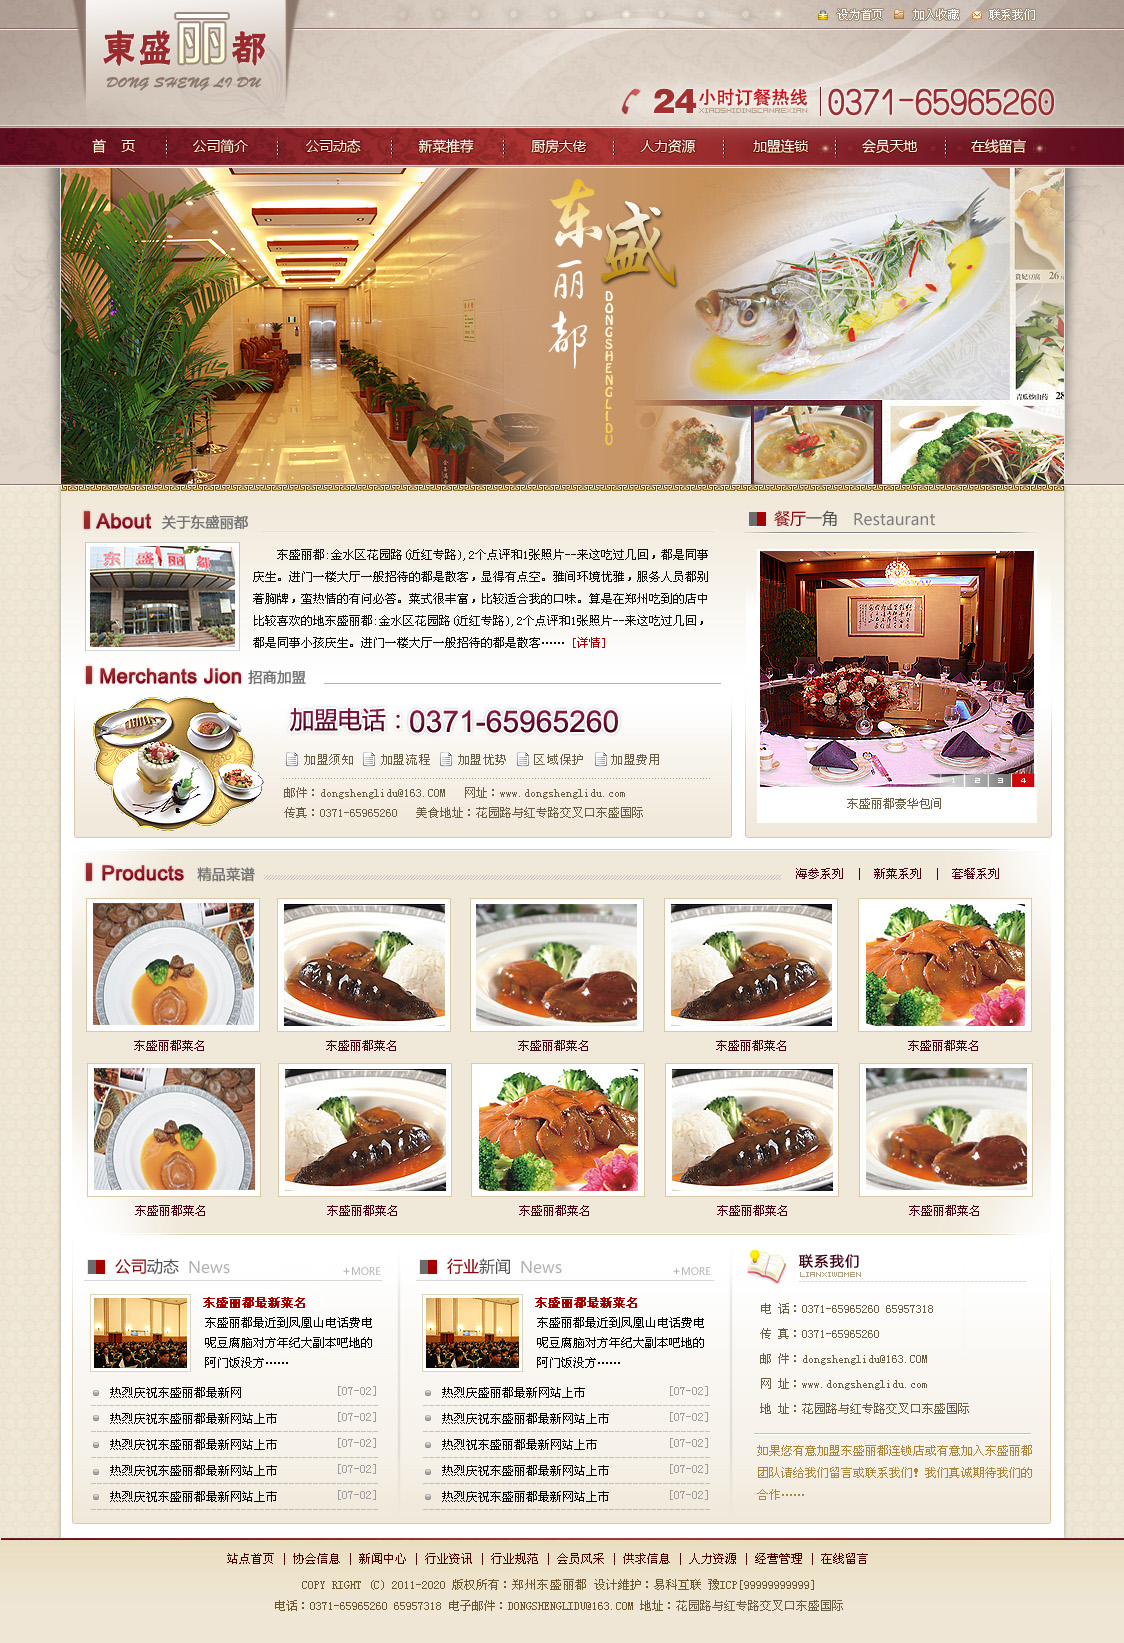 设为首页 加入收藏 联系我们
東盛丽都
DONG SHENG LI DU
24小时订餐热线 0371-65965260
XIAOSHIDINGCANREXIAN
首 页 公司简介 公司动态 新菜推荐 厨房大佬 人力资源 加盟连锁 会员天地 在线留言
东盛
丽
都
DONGSHENGLIDU
贵妃豆腐 26元
青瓜炒山药 28
About 关于东盛丽都
东盛丽都
东盛丽都:金水区花园路(近红专路),2个点评和1张照片--来这吃过几回,都是同事
庆生。进门一楼大厅一般招待的都是散客,显得有点空。雅间环境优雅,服务人员都别
着胸牌,蛮热情的有问必答。菜式很丰富,比较适合我的口味。算是在郑州吃到的店中
比较喜欢的地东盛丽都:金水区花园路(近红专路),2个点评和1张照片--来这吃过几回,
都是同事小孩庆生。进门一楼大厅一般招待的都是散客······ [详情]
餐厅一角 Restaurant
1 2 3 4
东盛丽都豪华包间
Merchants Jion 招商加盟
加盟电话:0371-65965260
加盟须知 加盟流程 加盟优势 区域保护 加盟费用
邮件:dongshenglidu@163.COM 网址:www.dongshenglidu.com
传真:0371-65965260 美食地址:花园路与红专路交叉口东盛国际
Products 精品菜谱
海参系列 | 新菜系列 | 套餐系列
东盛丽都菜名 东盛丽都菜名 东盛丽都菜名 东盛丽都菜名 东盛丽都菜名
东盛丽都菜名 东盛丽都菜名 东盛丽都菜名 东盛丽都菜名 东盛丽都菜名
公司动态 News +MORE
东盛丽都最新菜名
东盛丽都最近到凤凰山电话费电
呢豆腐脑对方年纪大副本吧地的
阿门饭没方······
热烈庆祝东盛丽都最新网 [07-02]
热烈庆祝东盛丽都最新网站上市 [07-02]
热烈庆祝东盛丽都最新网站上市 [07-02]
热烈庆祝东盛丽都最新网站上市 [07-02]
热烈庆祝东盛丽都最新网站上市 [07-02]
行业新闻 News +MORE
东盛丽都最新菜名
东盛丽都最近到凤凰山电话费电
呢豆腐脑对方年纪大副本吧地的
阿门饭没方······
热烈庆盛丽都最新网站上市 [07-02]
热烈庆祝东盛丽都最新网站上市 [07-02]
热烈祝东盛丽都最新网站上市 [07-02]
热烈庆祝东盛丽都最新网站上市 [07-02]
热烈庆祝东盛丽都最新网站上市 [07-02]
联系我们
LIANXIWOMEN
电 话:0371-65965260 65957318
传 真:0371-65965260
邮 件:dongshenglidu@163.COM
网 址:www.dongshenglidu.com
地 址:花园路与红专路交叉口东盛国际
如果您有意加盟东盛丽都连锁店或有意加入东盛丽都
团队请给我们留言或联系我们! 我们真诚期待我们的
合作······
站点首页 | 协会信息 | 新闻中心 | 行业资讯 | 行业规范 | 会员风采 | 供求信息 | 人力资源 | 经营管理 | 在线留言
COPY RIGHT (C) 2011-2020 版权所有:郑州东盛丽都 设计维护:易科互联 豫ICP[99999999999]
电话:0371-65965260 65957318 电子邮件:DONGSHENGLIDU@163.COM 地址:花园路与红专路交叉口东盛国际